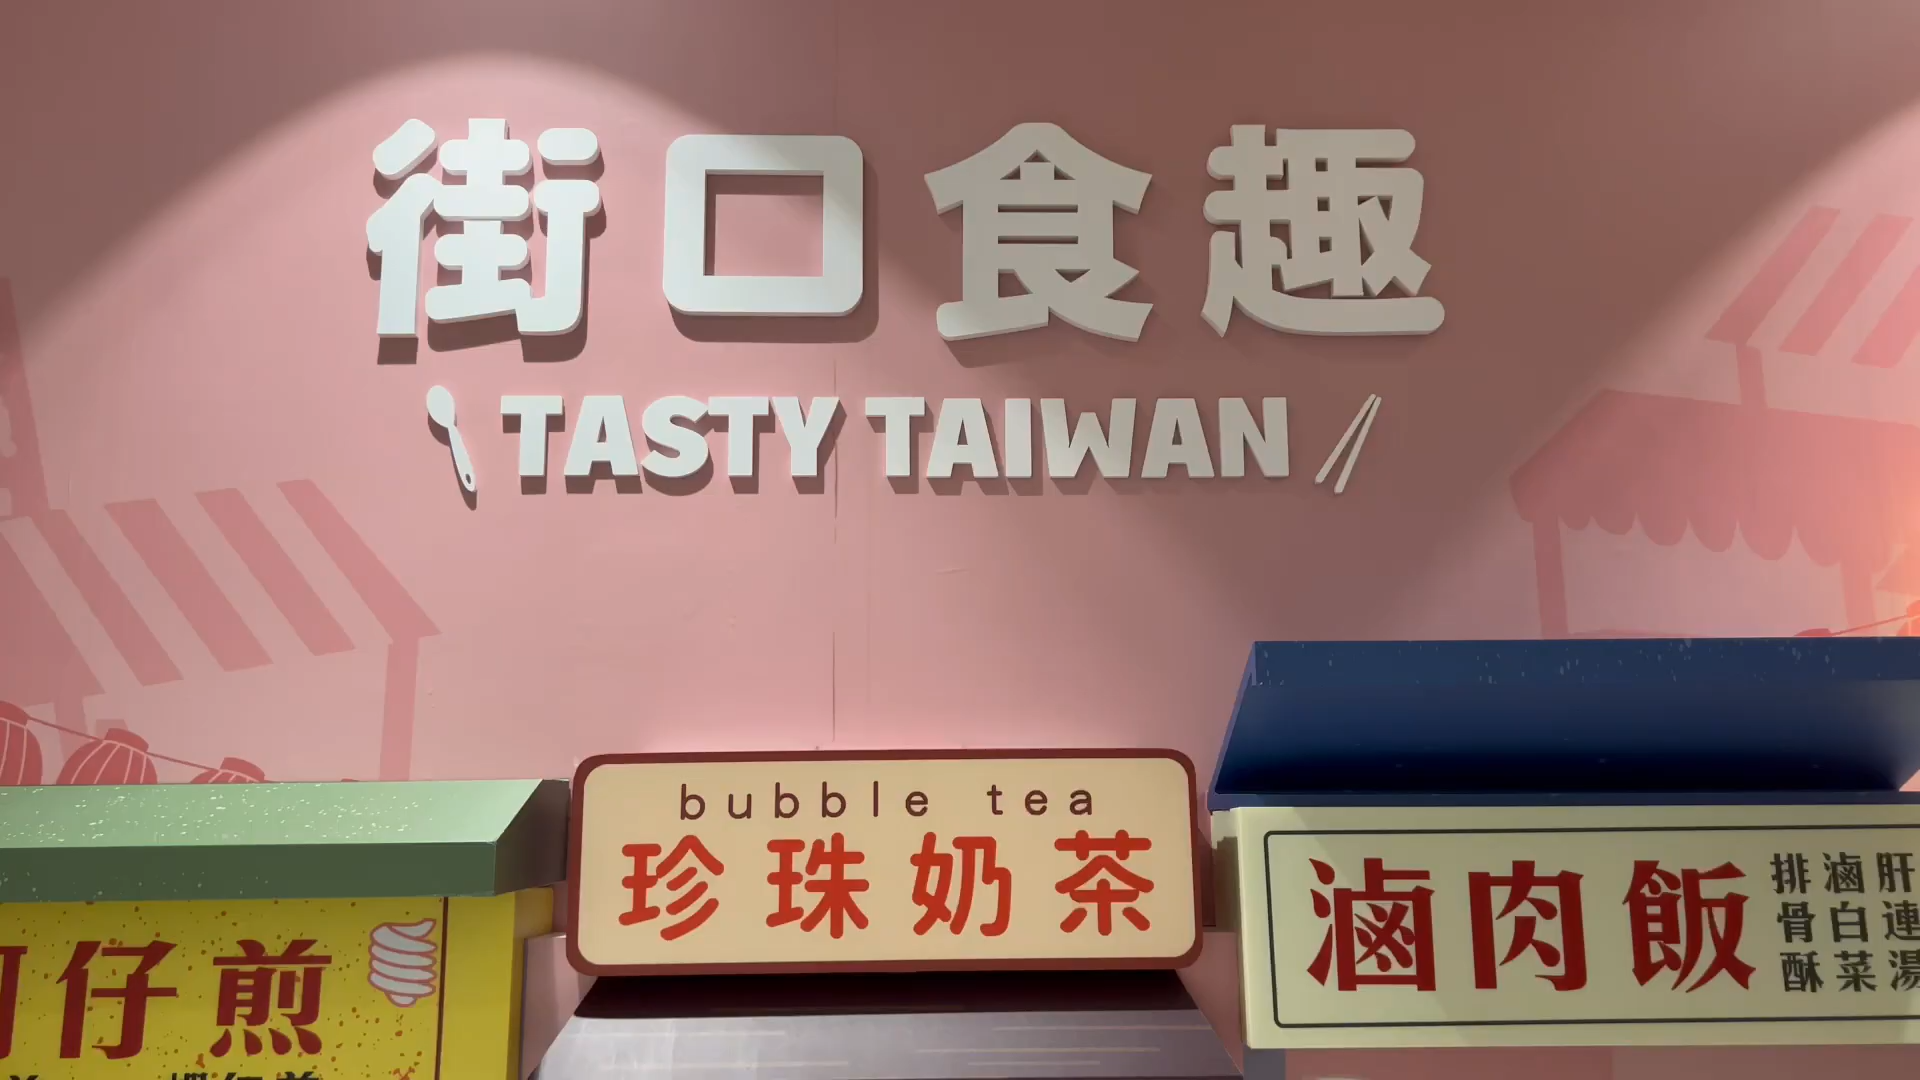 街口食趣
TASTY TAIWAN
bubble tea
珍珠奶茶
仔煎
滷肉飯
排 滷 肝
骨 白 連
酥 菜 湯